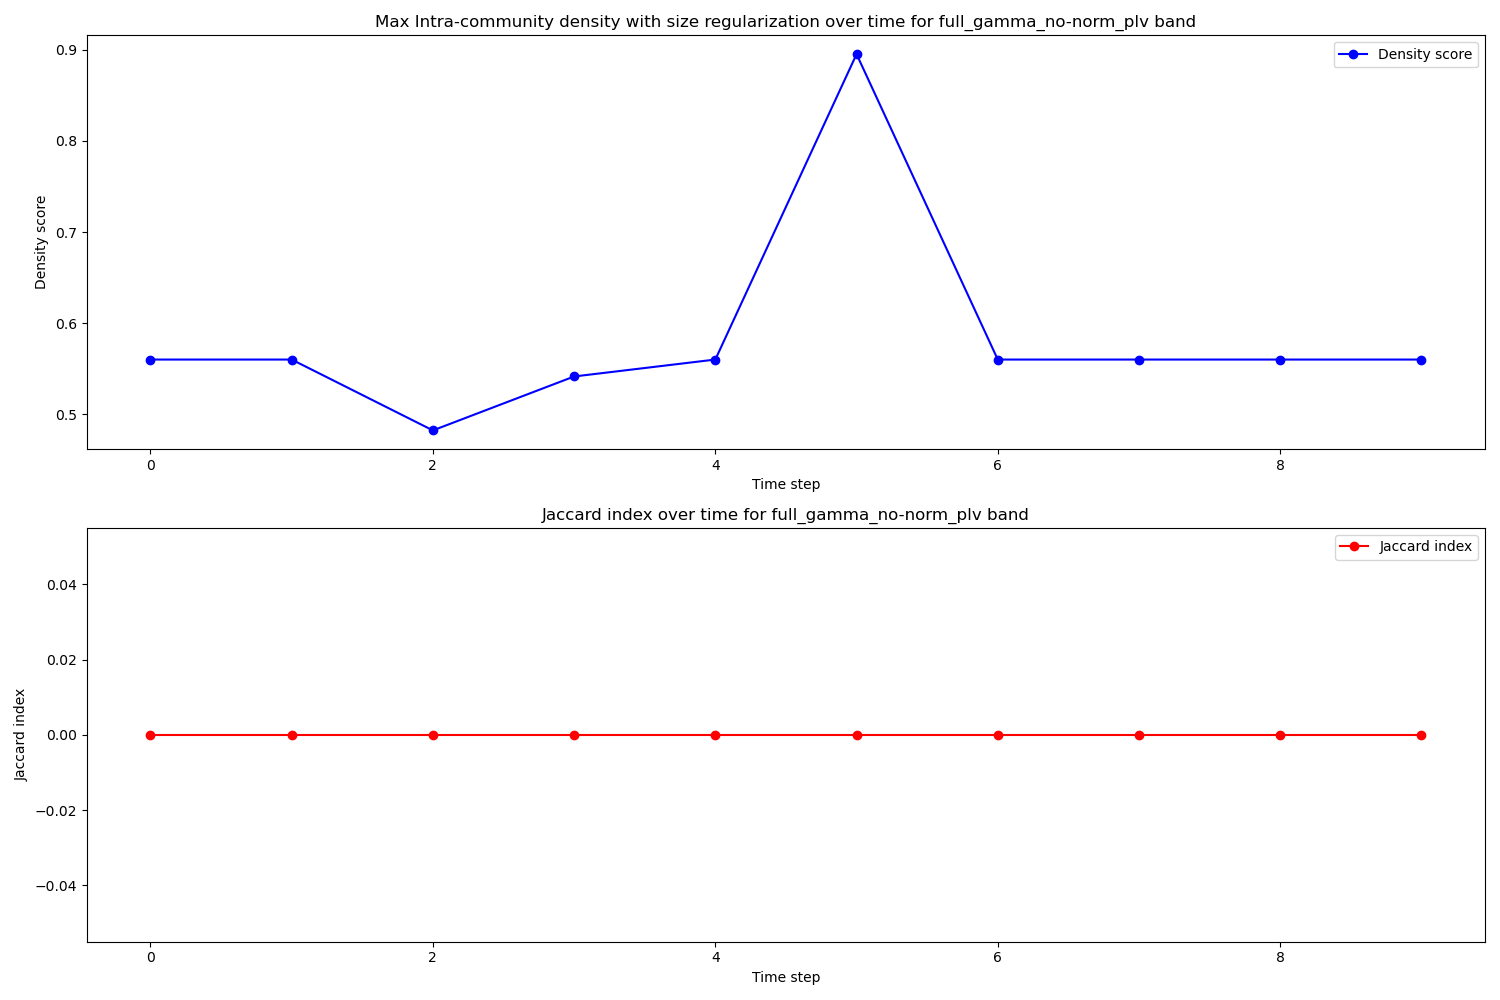 Max Intra-community density with size regularization over time for full_gamma_no-norm_plv band
Density score
0.9
0.8
0.7
0.6
0.5
Density score
0 2 4 6 8
Time step
Jaccard index over time for full_gamma_no-norm_plv band
Jaccard index
0.04
0.02
0.00
−0.02
−0.04
Jaccard index
0 2 4 6 8
Time step